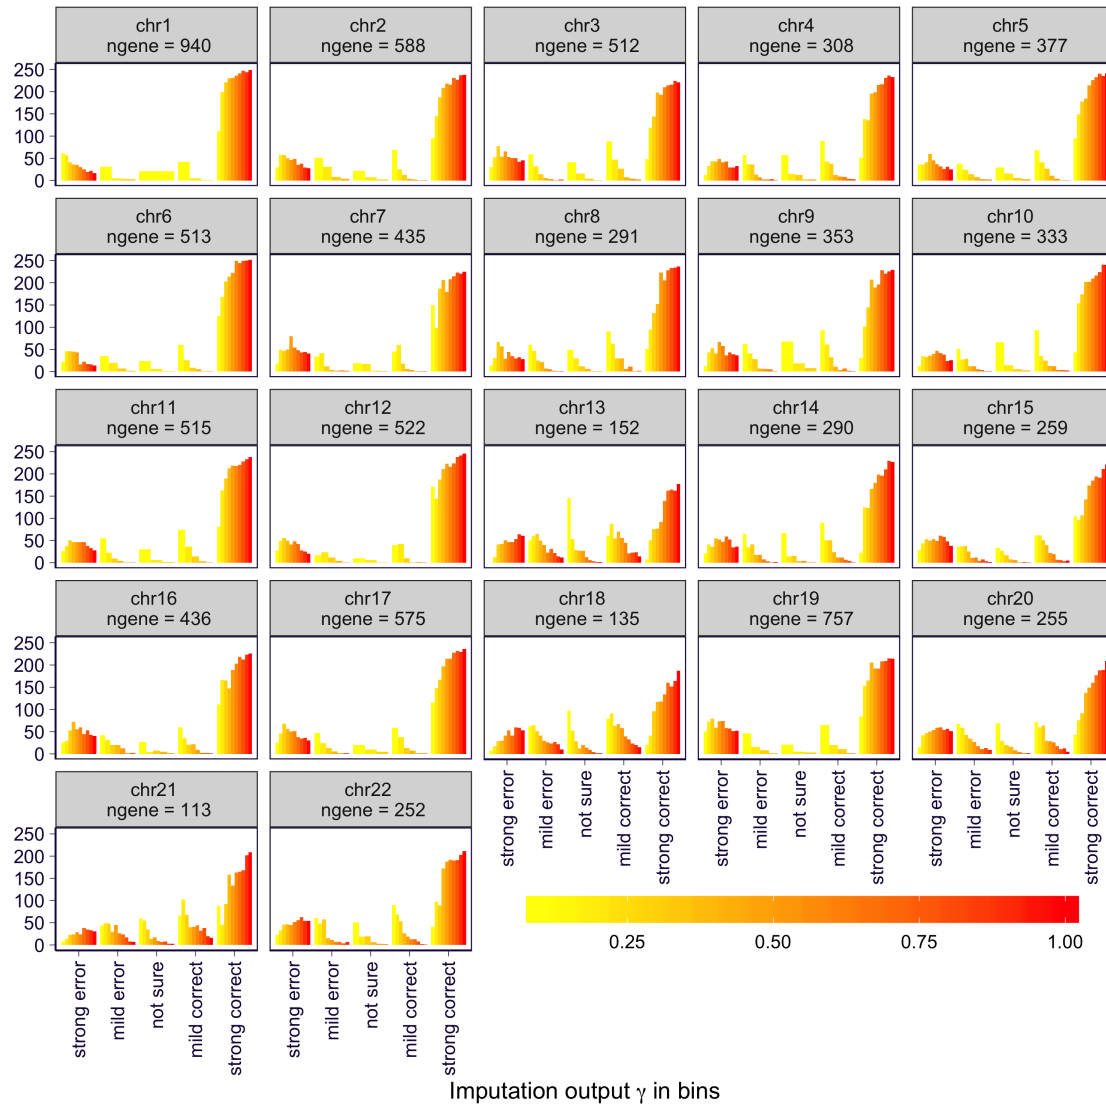 chr1
ngene = 940
chr2
ngene = 588
chr3
ngene = 512
chr4
ngene = 308
chr5
ngene = 377
250
200
150
100
50
0
chr6
ngene = 513
chr7
ngene = 435
chr8
ngene = 291
chr9
ngene = 353
chr10
ngene = 333
250
200
150
100
50
0
chr11
ngene = 515
chr12
ngene = 522
chr13
ngene = 152
chr14
ngene = 290
chr15
ngene = 259
250
200
150
100
50
0
chr16
ngene = 436
chr17
ngene = 575
chr18
ngene = 135
chr19
ngene = 757
chr20
ngene = 255
250
200
150
100
50
0
strong error
mild error
not sure
mild correct
strong correct
strong error
mild error
not sure
mild correct
strong correct
strong error
mild error
not sure
mild correct
strong correct
chr21
ngene = 113
chr22
ngene = 252
250
200
150
100
50
0
strong error
mild error
not sure
mild correct
strong correct
strong error
mild error
not sure
mild correct
strong correct
0.25
0.50
0.75
1.00
Imputation output γ in bins